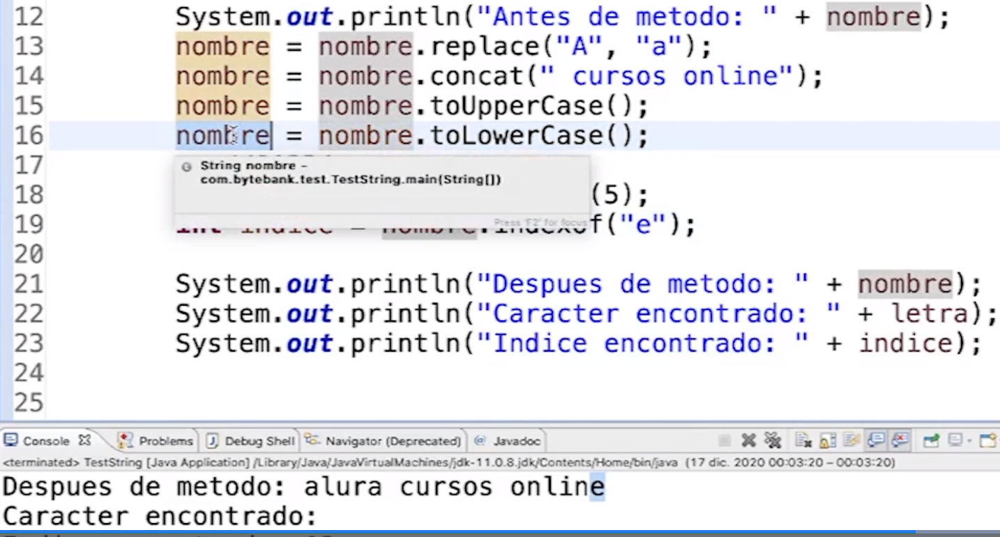 12 System.out.println("Antes de metodo: " + nombre);
13 nombre = nombre.replace("A", "a");
14 nombre = nombre.concat(" cursos online");
15 nombre = nombre.toUpperCase();
16 nombre = nombre.toLowerCase();
17
String nombre -
com.bytebank.test.TestString.main(String[])
18 (5);
Press 'F2' for focus
19 int indice = nombre.indexOf("e");
20
21 System.out.println("Despues de metodo: " + nombre);
22 System.out.println("Caracter encontrado: " + letra);
23 System.out.println("Indice encontrado: " + indice);
24
25
Console Problems Debug Shell Navigator (Deprecated) @ Javadoc
<terminated> TestString [Java Application] /Library/Java/JavaVirtualMachines/jdk-11.0.8.jdk/Contents/Home/bin/java (17 dic. 2020 00:03:20 – 00:03:20)
Despues de metodo: alura cursos online
Caracter encontrado: